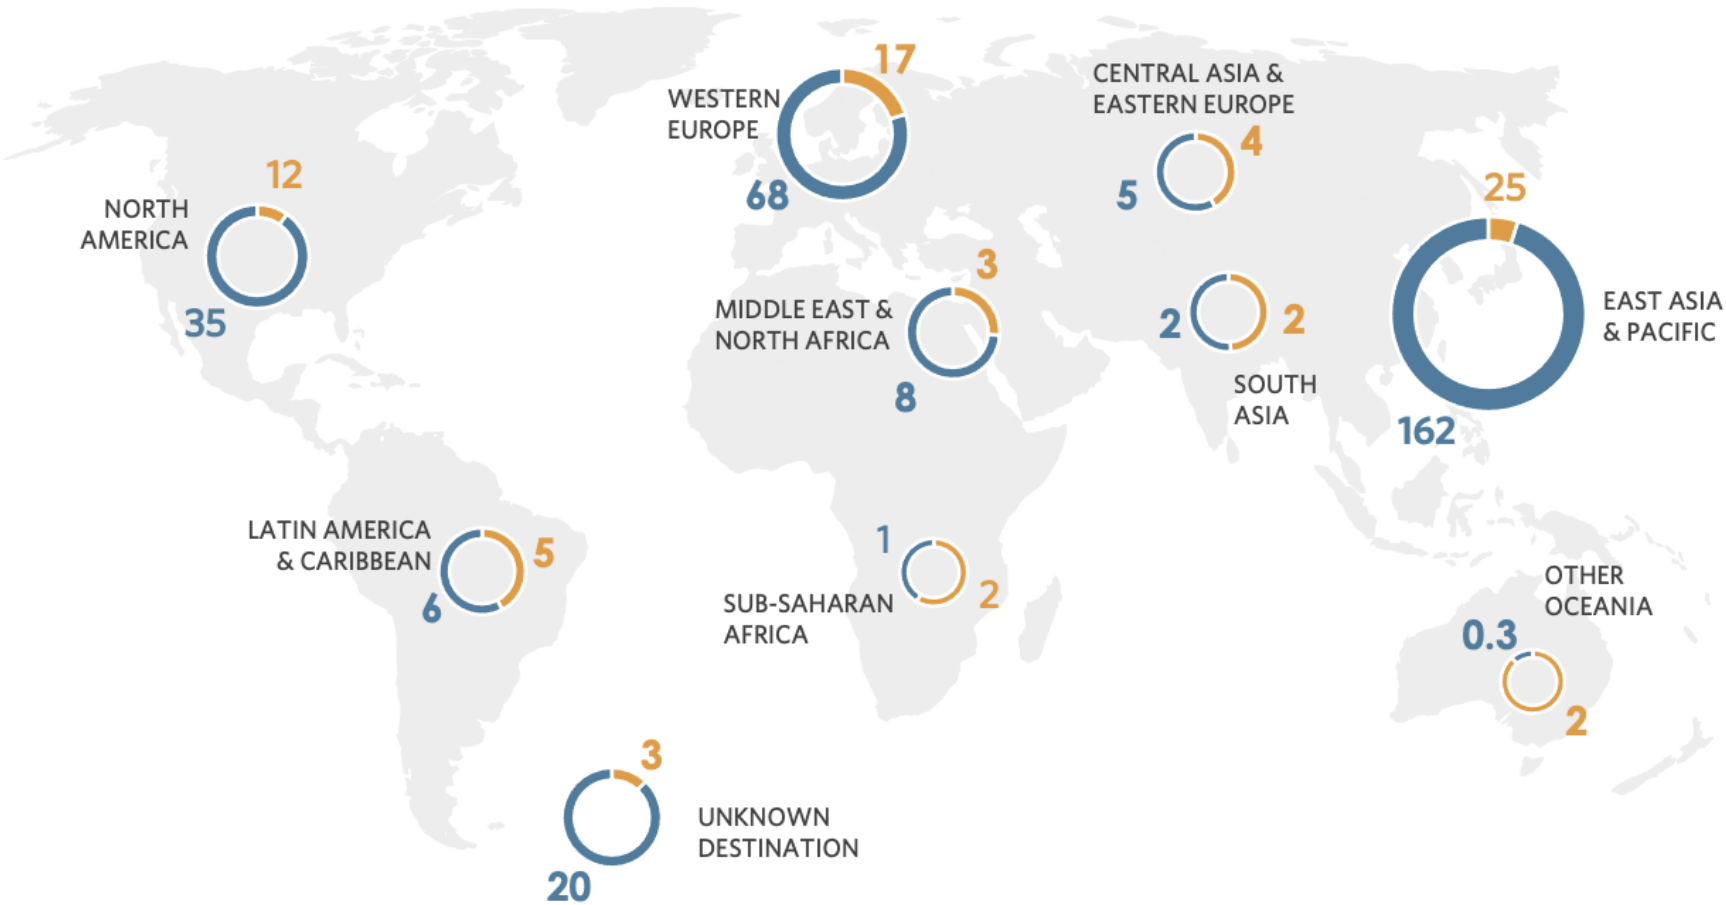 17
WESTERN
EUROPE
68
CENTRAL ASIA &
EASTERN EUROPE
4
5
12
NORTH
AMERICA
35
25
EAST ASIA
& PACIFIC
162
3
MIDDLE EAST &
NORTH AFRICA
8
2
2
SOUTH
ASIA
LATIN AMERICA
& CARIBBEAN
5
6
1
SUB-SAHARAN
AFRICA
2
OTHER
OCEANIA
0.3
2
3
UNKNOWN
DESTINATION
20